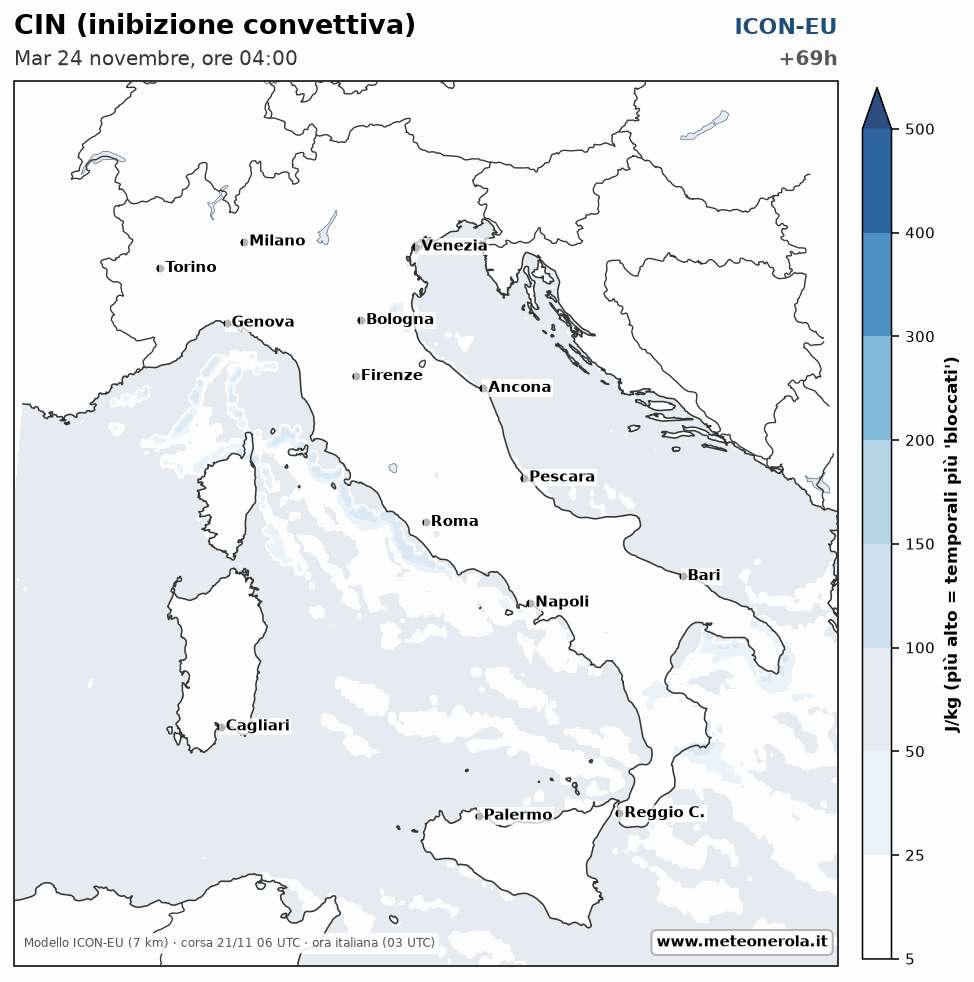 CIN (inibizione convettiva)
ICON-EU
Mar 24 novembre, ore 04:00
+69h
Milano
Venezia
Torino
Genova
Bologna
Firenze
Ancona
Pescara
Roma
Bari
Napoli
Cagliari
Palermo
Reggio C.
500
400
300
200
150
100
50
25
5
J/kg (più alto = temporali più 'bloccati')
Modello ICON-EU (7 km) · corsa 21/11 06 UTC · ora italiana (03 UTC)
www.meteonerola.it